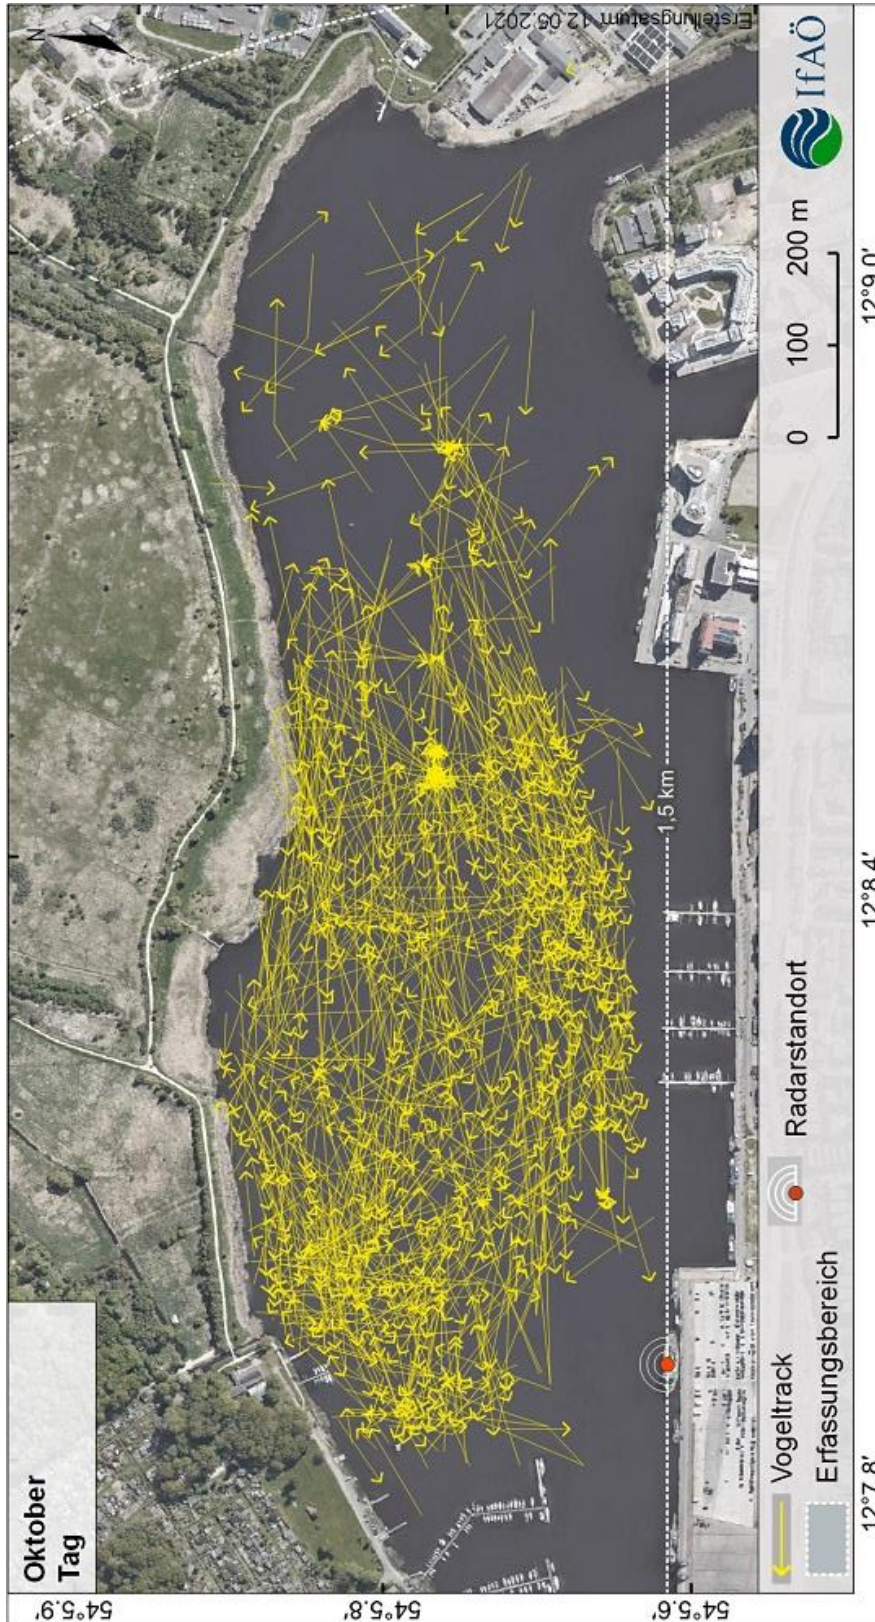 Oktober
Tag
N
Erstellungsatum: 12.05.2021
1,5 km
Vogeltrack
Radarstandort
Erfassungsbereich
0 100 200 m
IfAÖ
54°5.9'
54°5.8'
54°5.6'
12°7.8'
12°8.4'
12°9.0'